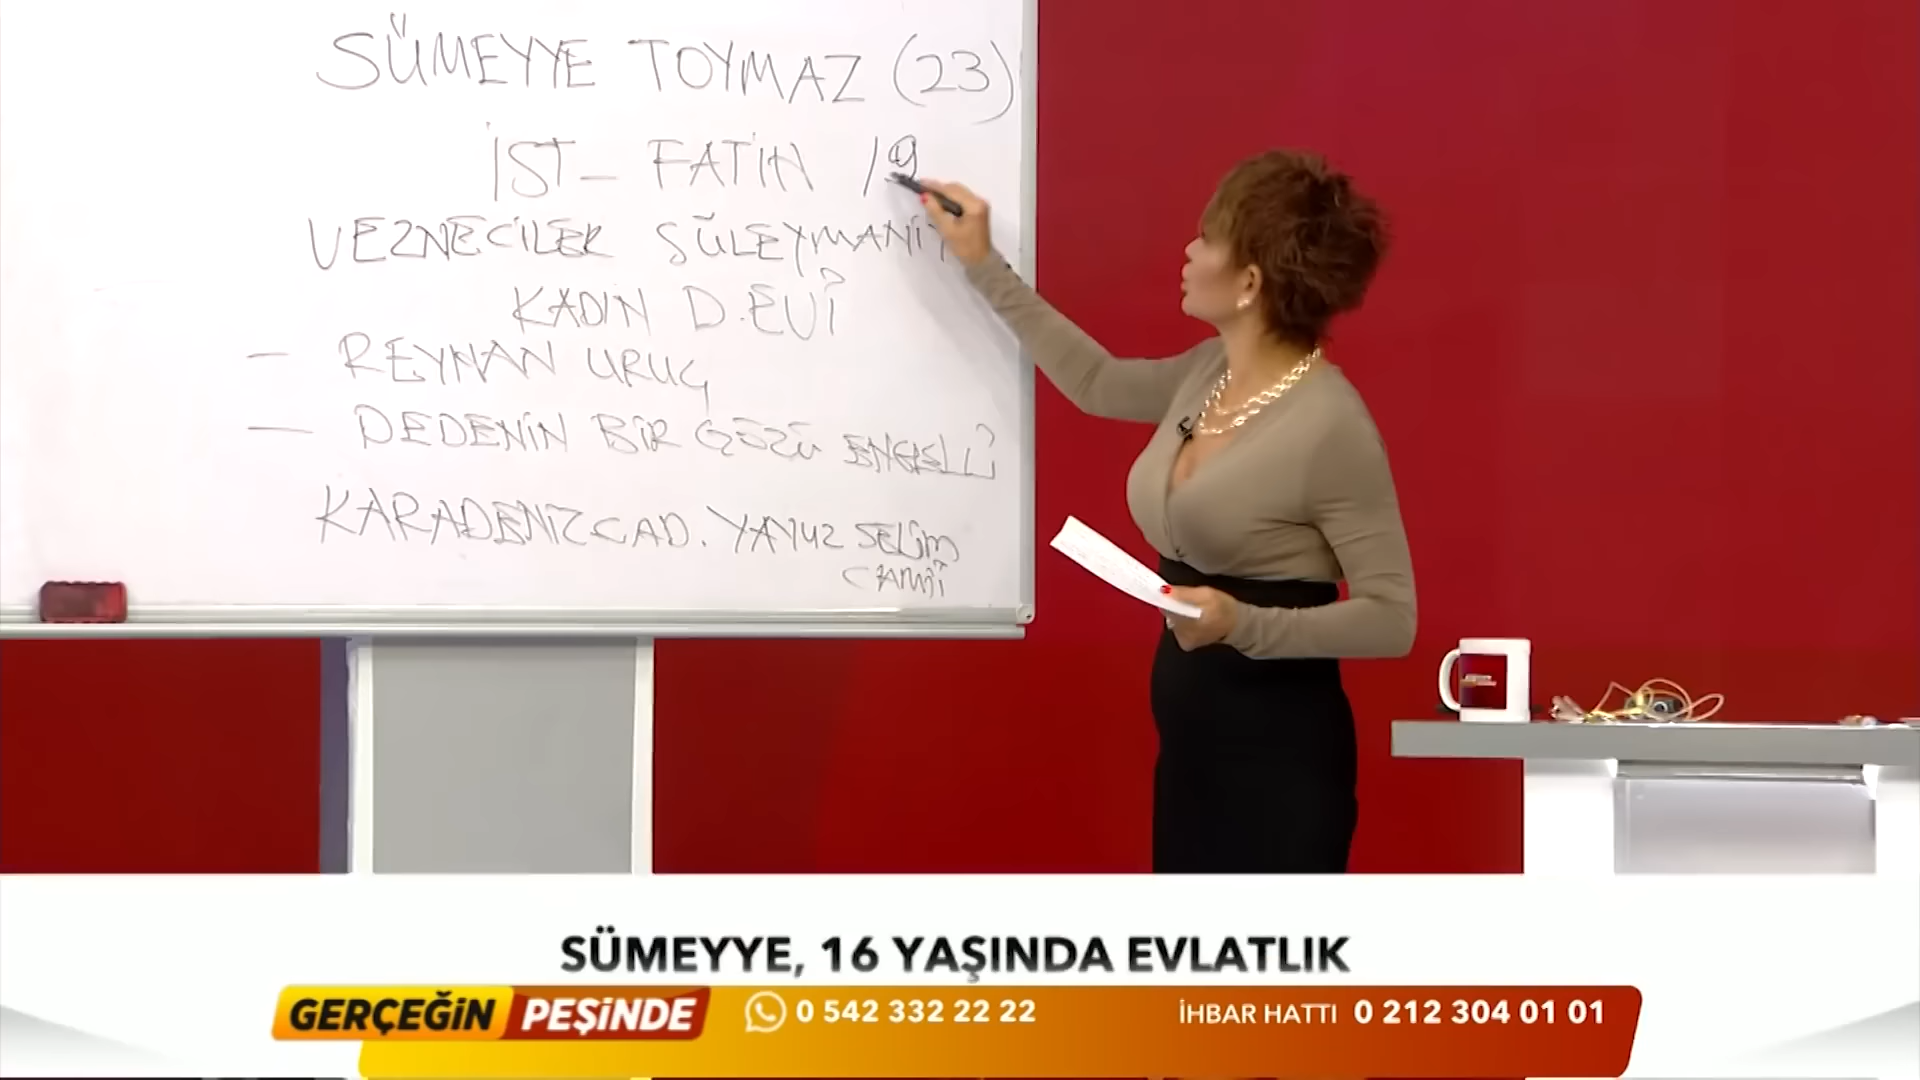 SÜMEYYE TOYMAZ (23)
İST - FATİH 19
VEZNECİLER SÜLEYMANİY
KADIN D.EVİ
- REYHAN URUÇ
- DEDENİN BİR GÖZÜ ENGELLİ
KARADENİZ CAD. YAVUZ SELİM
CAMİİ
SÜMEYYE, 16 YAŞINDA EVLATLIK
GERÇEĞİN PEŞİNDE 0 542 332 22 22 İHBAR HATTI 0 212 304 01 01